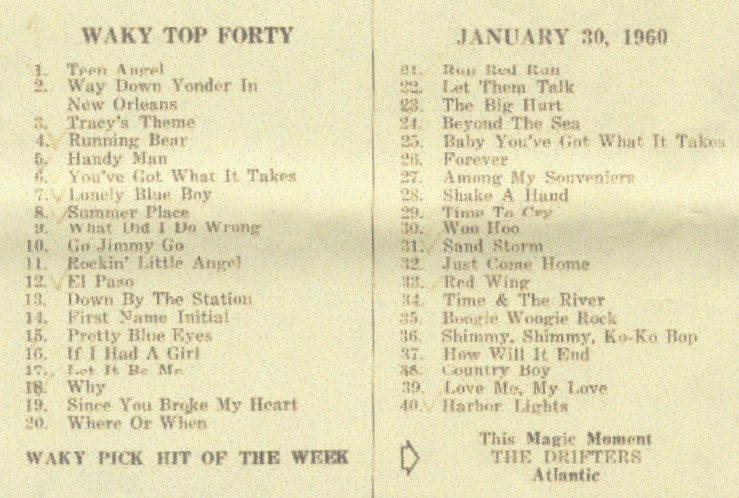 WAKY TOP FORTY
1. Teen Angel
2. Way Down Yonder In
New Orleans
3. Tracy's Theme
4. Running Bear
5. Handy Man
6. You've Got What It Takes
7. Lonely Blue Boy
8. Summer Place
9. What Did I Do Wrong
10. Go Jimmy Go
11. Rockin' Little Angel
12. El Paso
13. Down By The Station
14. First Name Initial
15. Pretty Blue Eyes
16. If I Had A Girl
17. Let It Be Me
18. Why
19. Since You Broke My Heart
20. Where Or When
WAKY PICK HIT OF THE WEEK
JANUARY 30, 1960
21. Run Red Run
22. Let Them Talk
23. The Big Hurt
24. Beyond The Sea
25. Baby You've Got What It Takes
26. Forever
27. Among My Souveniers
28. Shake A Hand
29. Time To Cry
30. Woo Hoo
31. Sand Storm
32. Just Come Home
33. Red Wing
34. Time & The River
35. Boogie Woogie Rock
36. Shimmy, Shimmy, Ko-Ko Bop
37. How Will It End
38. Country Boy
39. Love Me, My Love
40. Harbor Lights
This Magic Moment
THE DRIFTERS
Atlantic